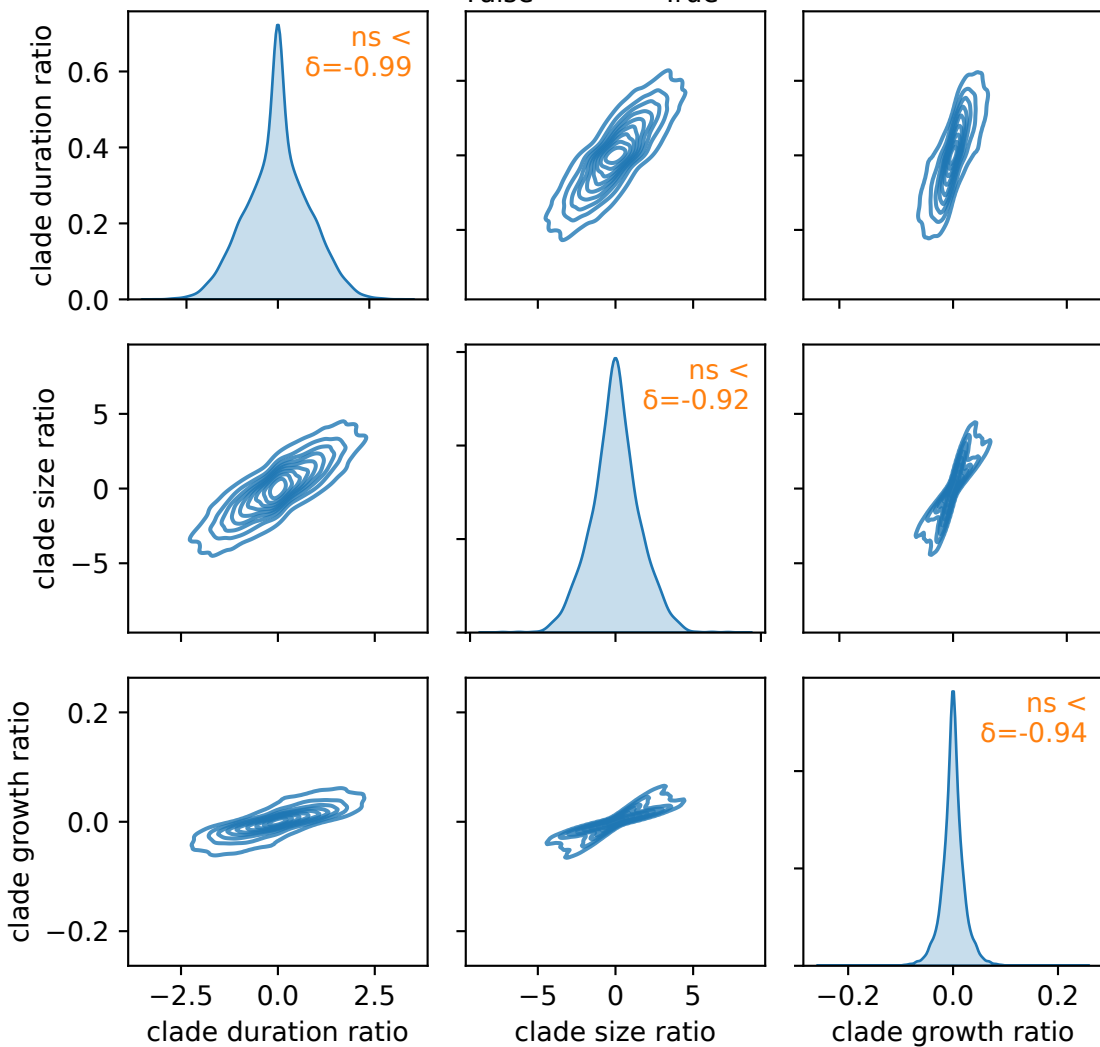 True
clade duration ratio
0.6
0.4
0.2
0.0
ns <
δ=-0.99
clade size ratio
5
0
−5
ns <
δ=-0.92
clade growth ratio
0.2
0.0
−0.2
ns <
δ=-0.94
−2.5 0.0 2.5
−5 0 5
−0.2 0.0 0.2
clade duration ratio
clade size ratio
clade growth ratio